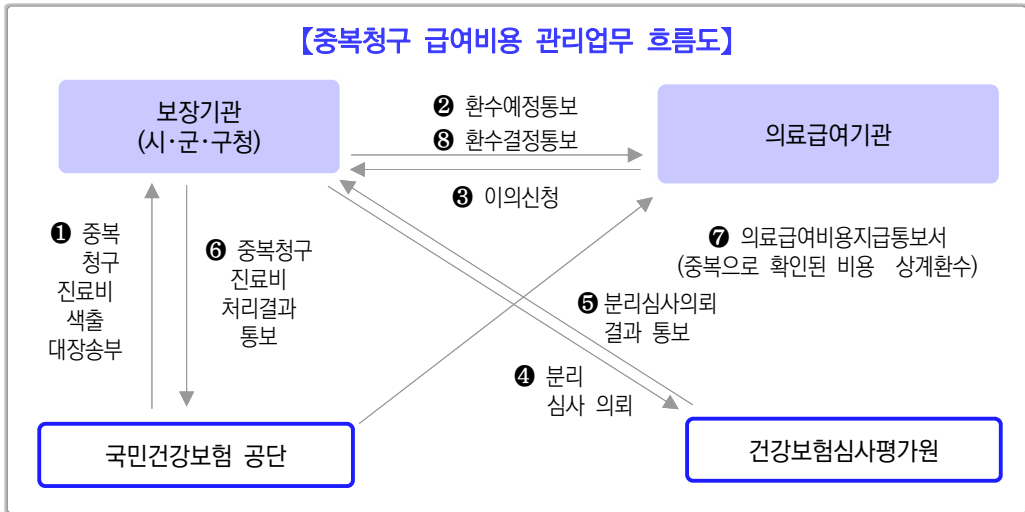 【중복청구 급여비용 관리업무 흐름도】
보장기관
(시·군·구청)
❷ 환수예정통보
❽ 환수결정통보
의료급여기관
❸ 이의신청
❶ 중복
청구
진료비
색출
대장송부
❻ 중복청구
진료비
처리결과
통보
❼ 의료급여비용지급통보서
(중복으로 확인된 비용 상계환수)
❺ 분리심사의뢰
결과 통보
❹ 분리
심사 의뢰
국민건강보험 공단
건강보험심사평가원